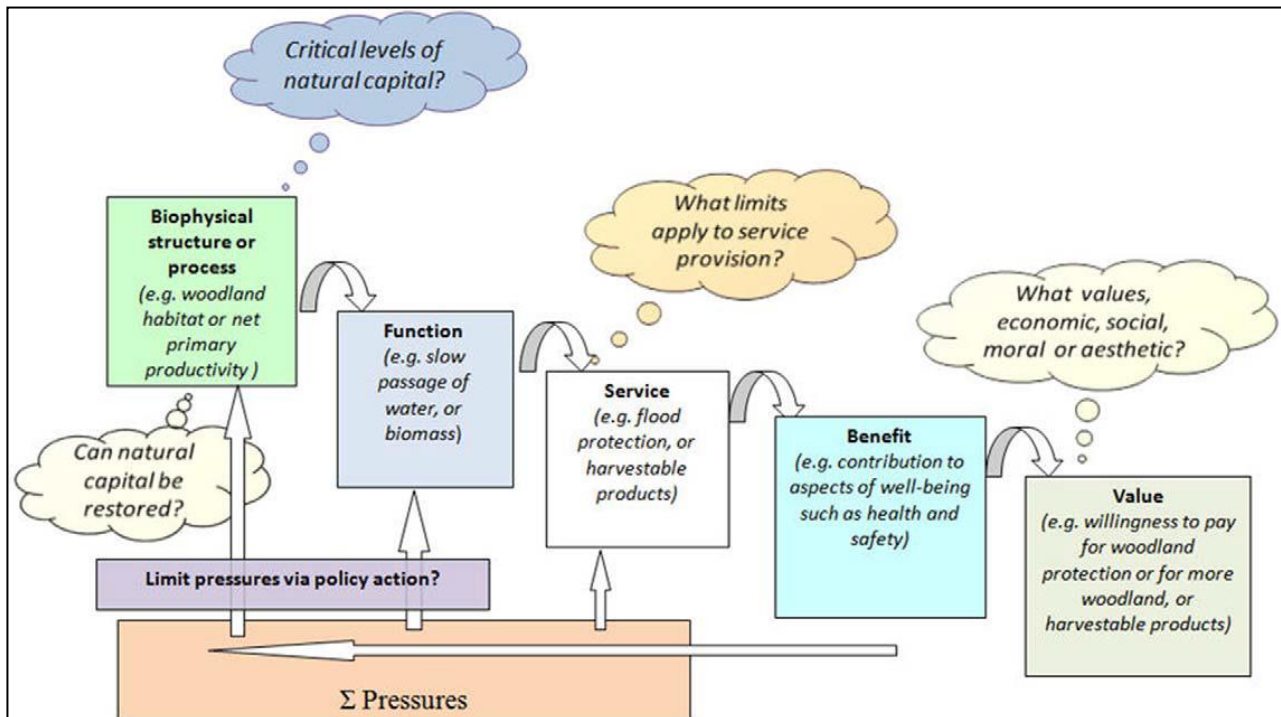 Critical levels of
natural capital?
Biophysical
structure or
process
(e.g. woodland
habitat or net
primary
productivity )
Can natural
capital be
restored?
Function
(e.g. slow
passage of
water, or
biomass)
What limits
apply to service
provision?
Service
(e.g. flood
protection, or
harvestable
products)
Benefit
(e.g. contribution to
aspects of well-being
such as health and
safety)
What values,
economic, social,
moral or aesthetic?
Value
(e.g. willingness to pay
for woodland
protection or for more
woodland, or
harvestable products)
Limit pressures via policy action?
Σ Pressures